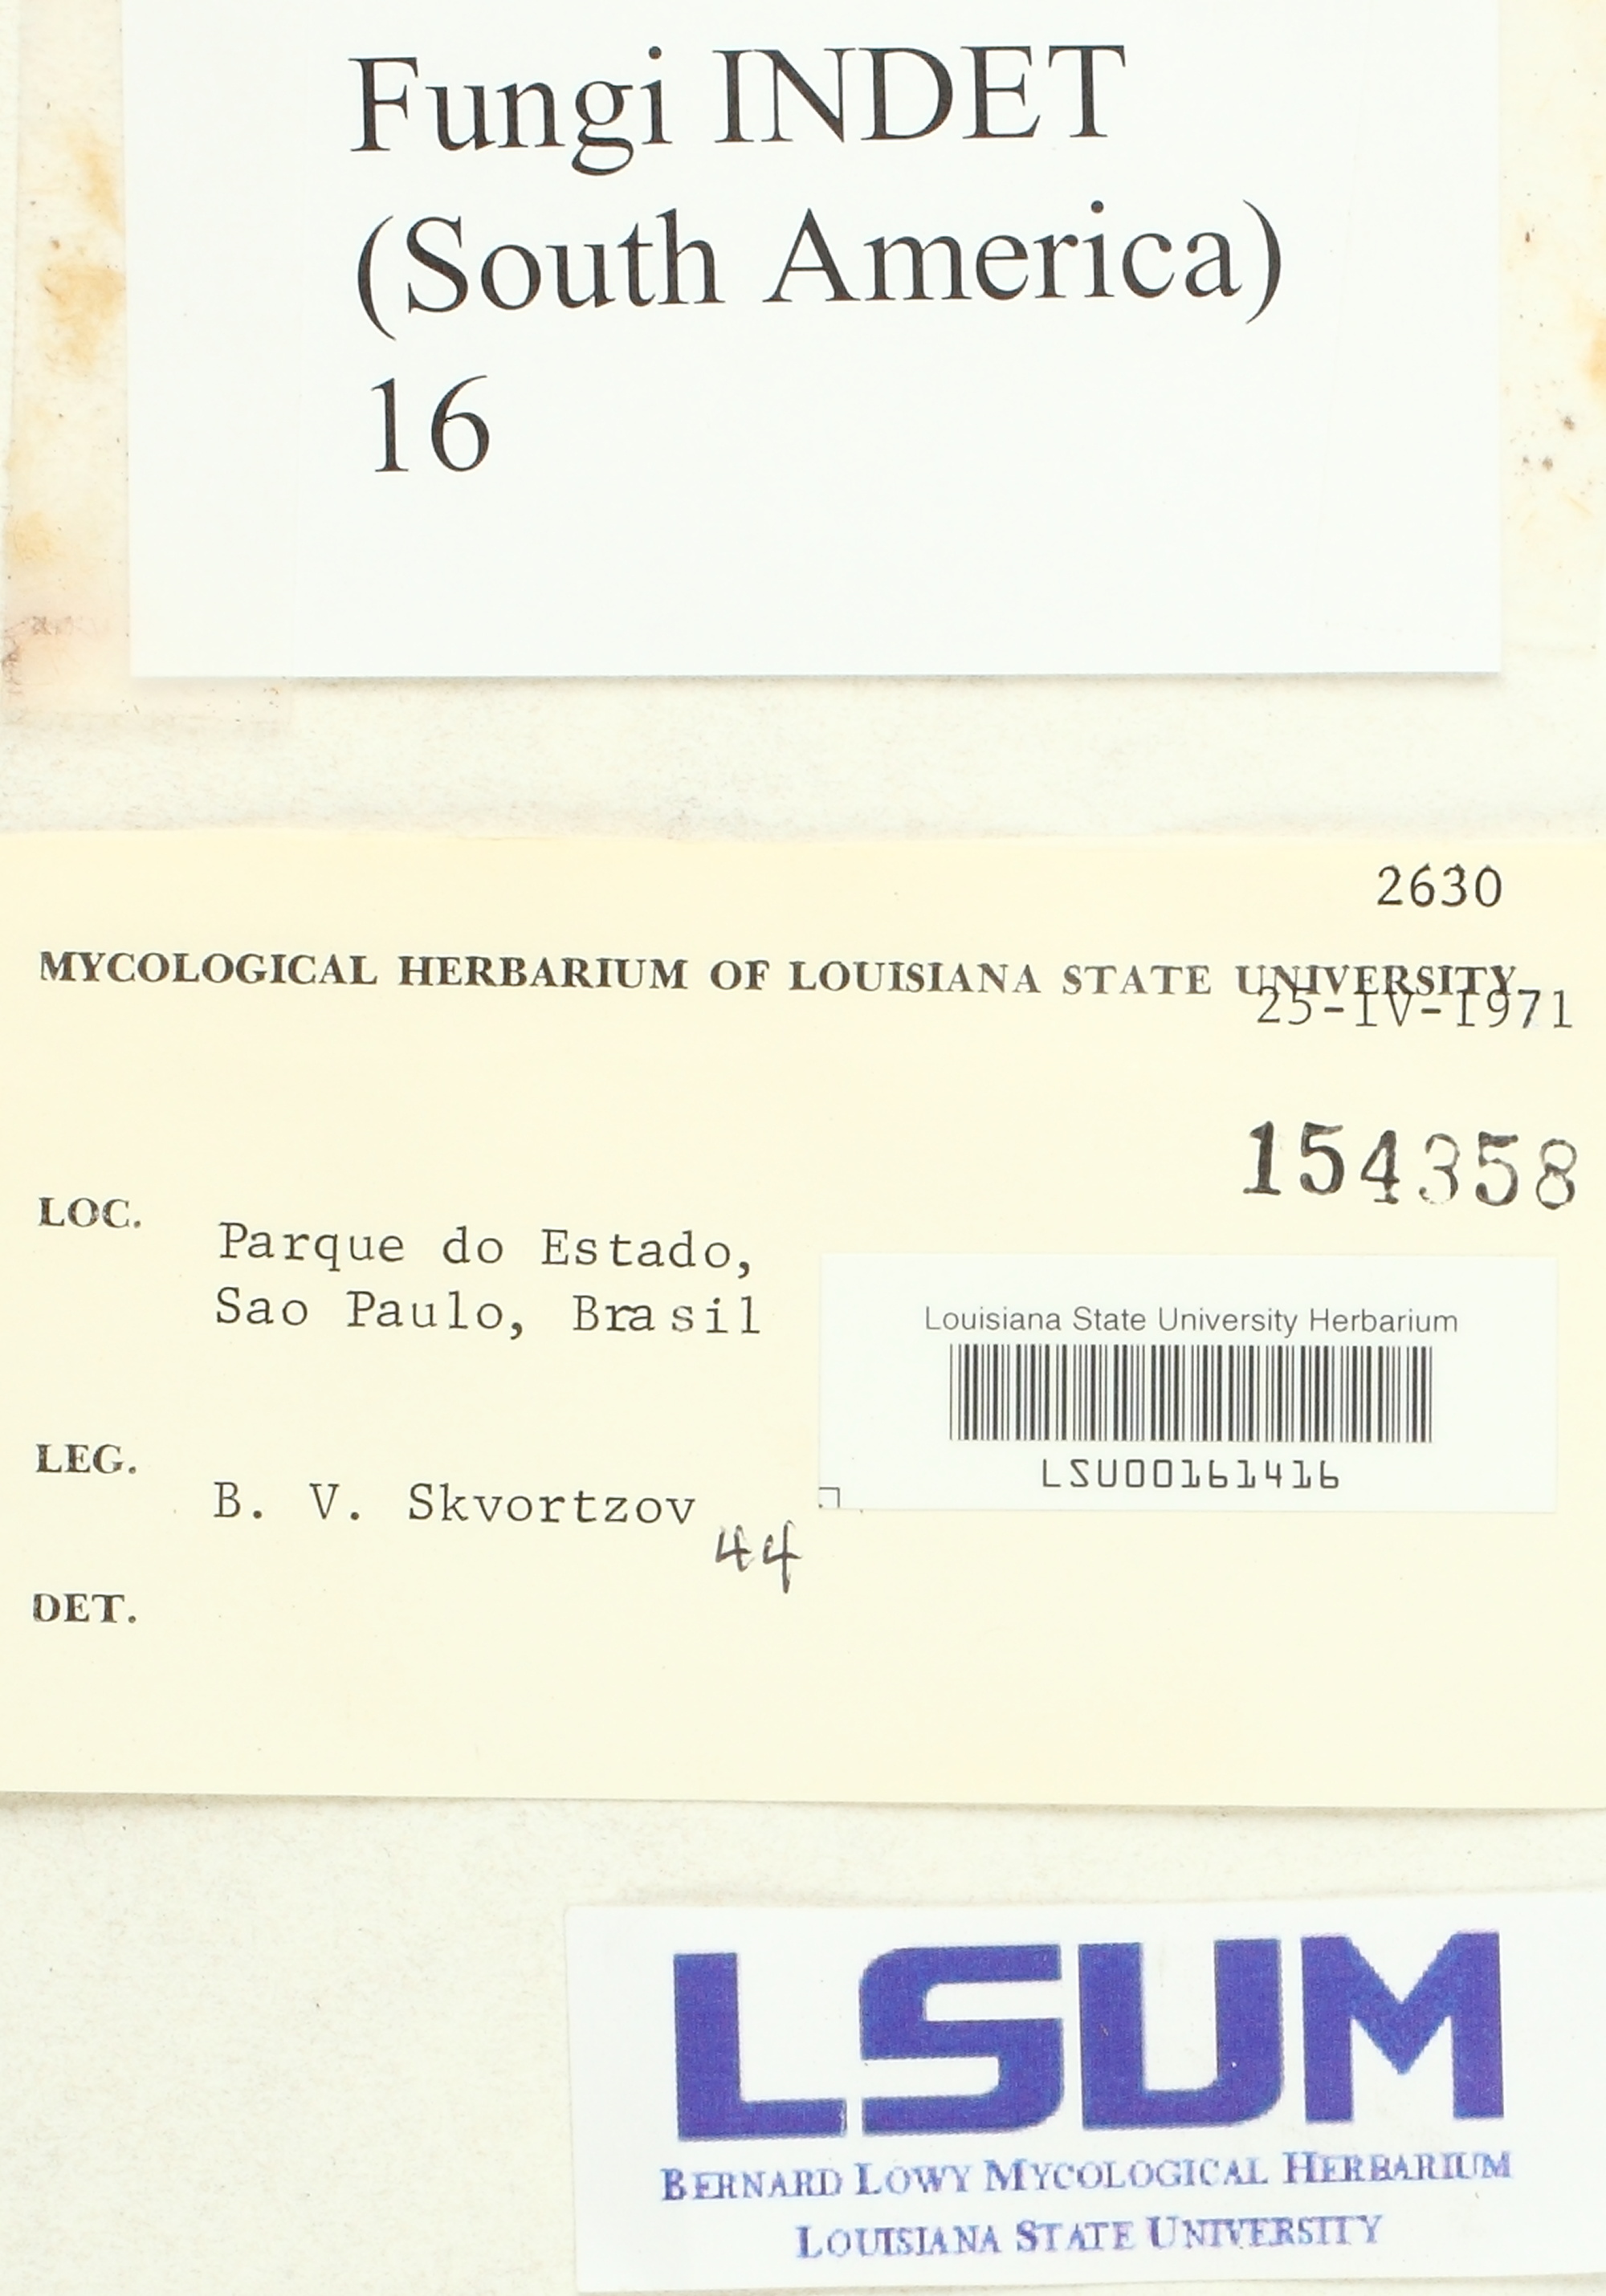 Fungi INDET
(South America)
16
2630
MYCOLOGICAL HERBARIUM OF LOUISIANA STATE UNIVERSITY
25-IV-1971
154358
LOC.
Parque do Estado,
Sao Paulo, Brasil
Louisiana State University Herbarium
LSU00161416
LEG.
B. V. Skvortzov
44
DET.
LSUM
BERNARD LOWY MYCOLOGICAL HERBARIUM
LOUISIANA STATE UNIVERSITY